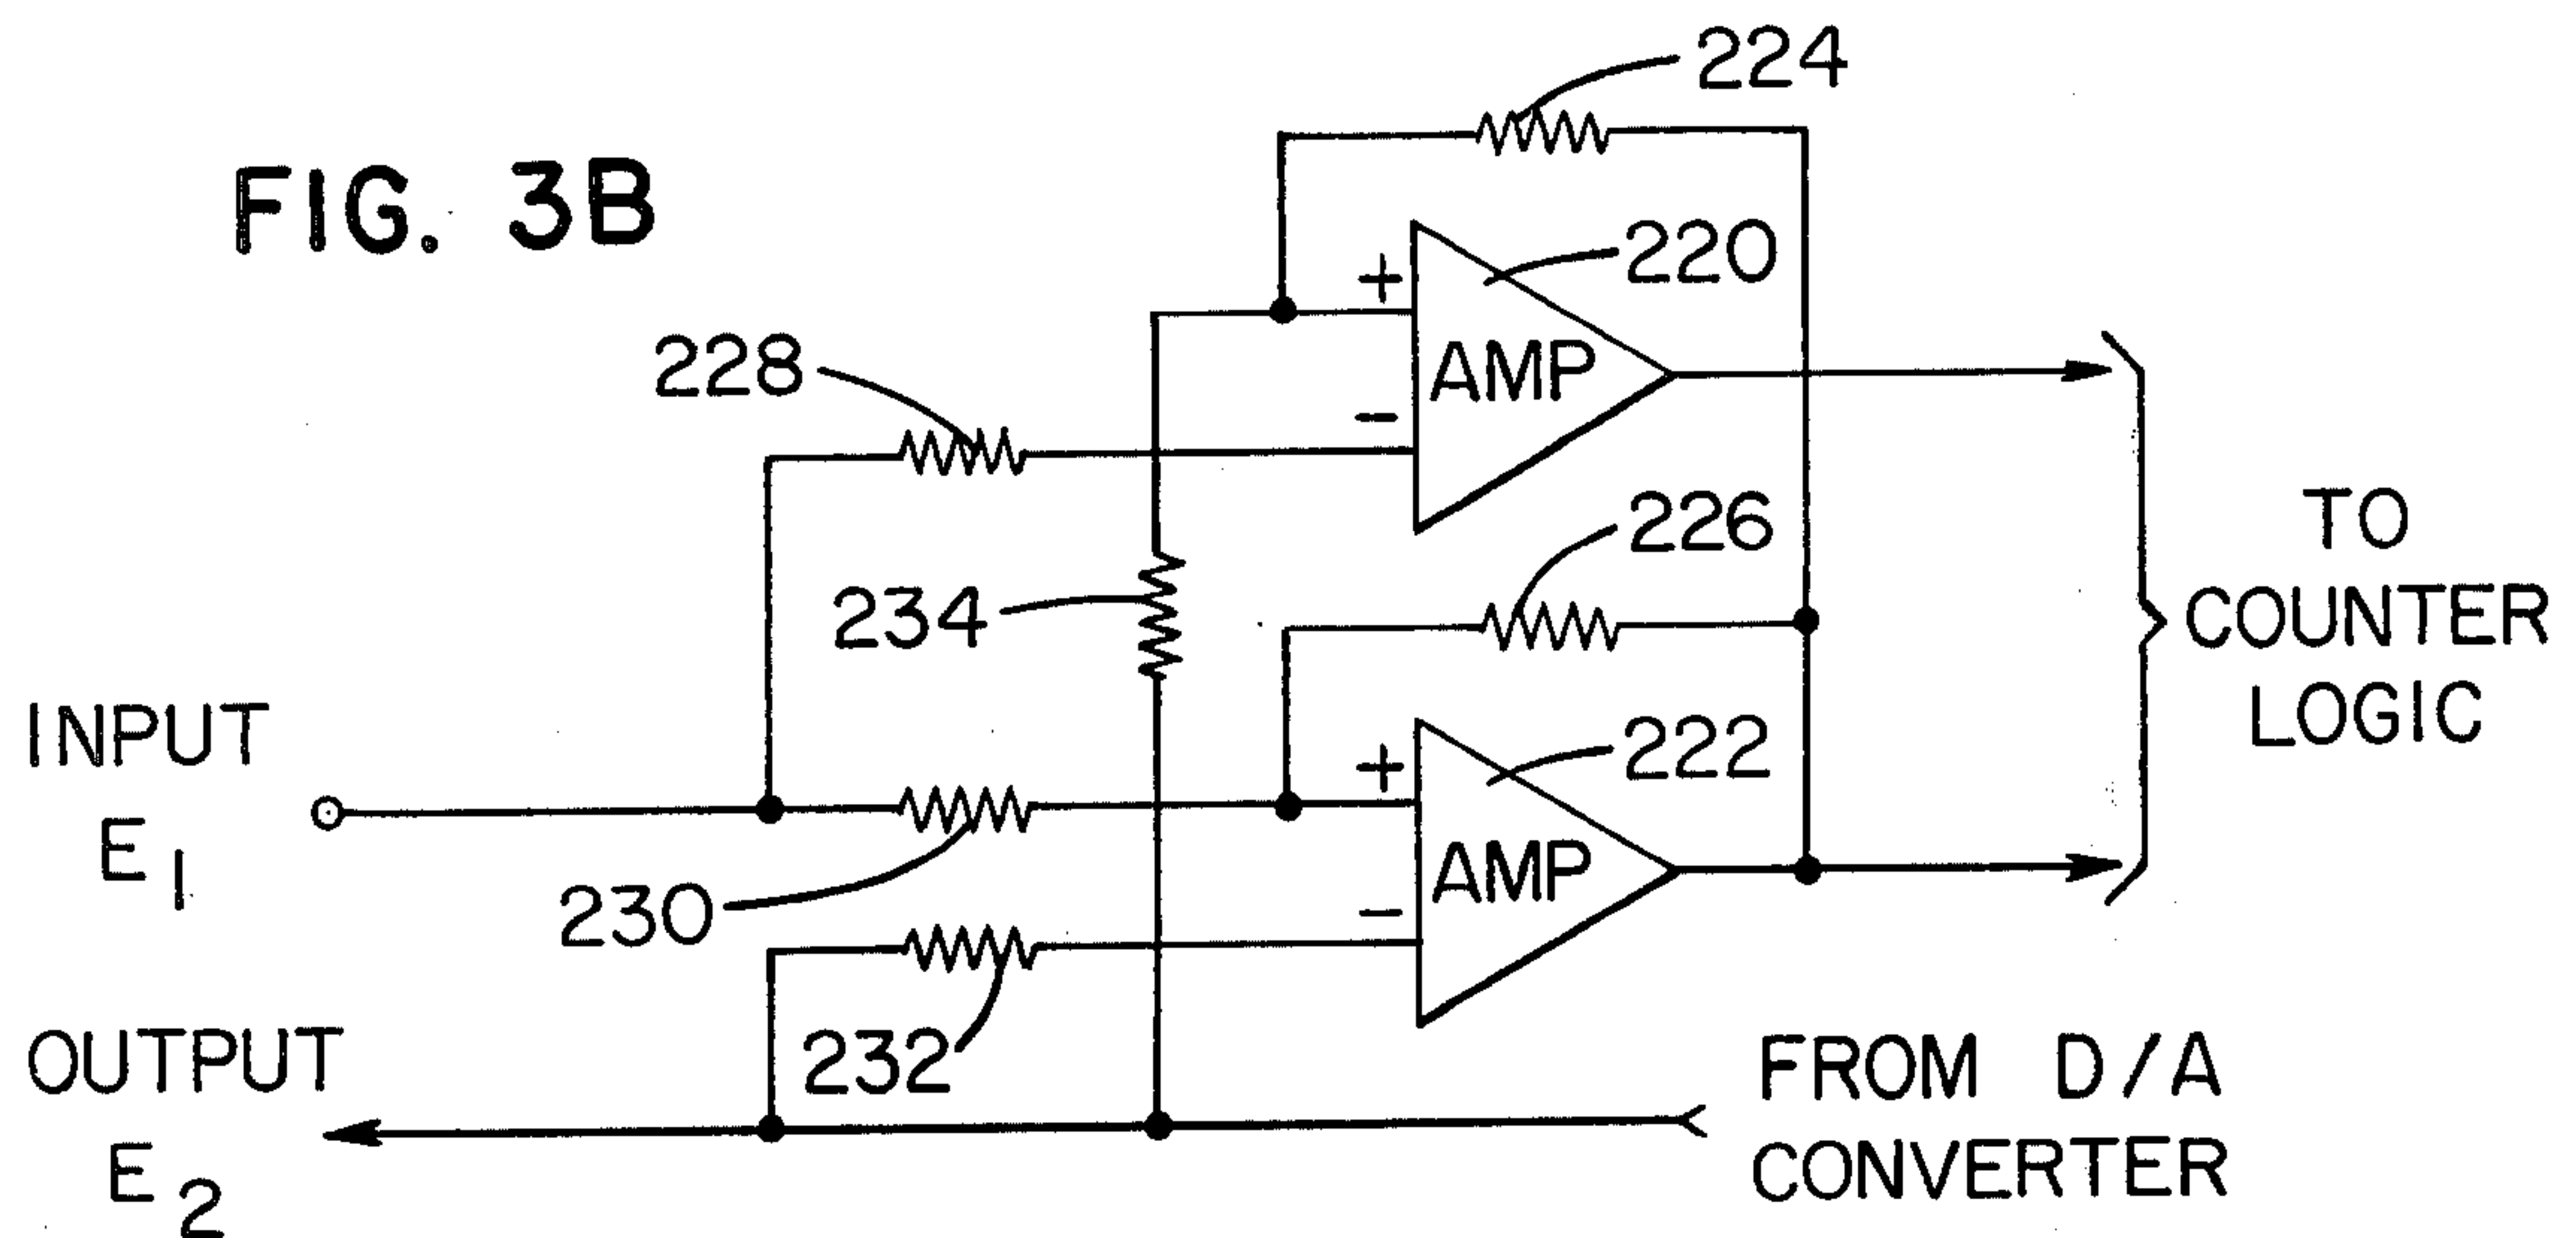 FIG. 3B
224
220
+
AMP
-
228
226
234
TO
COUNTER
LOGIC
INPUT
E1
230
222
+
AMP
-
232
OUTPUT
E2
FROM D/A
CONVERTER